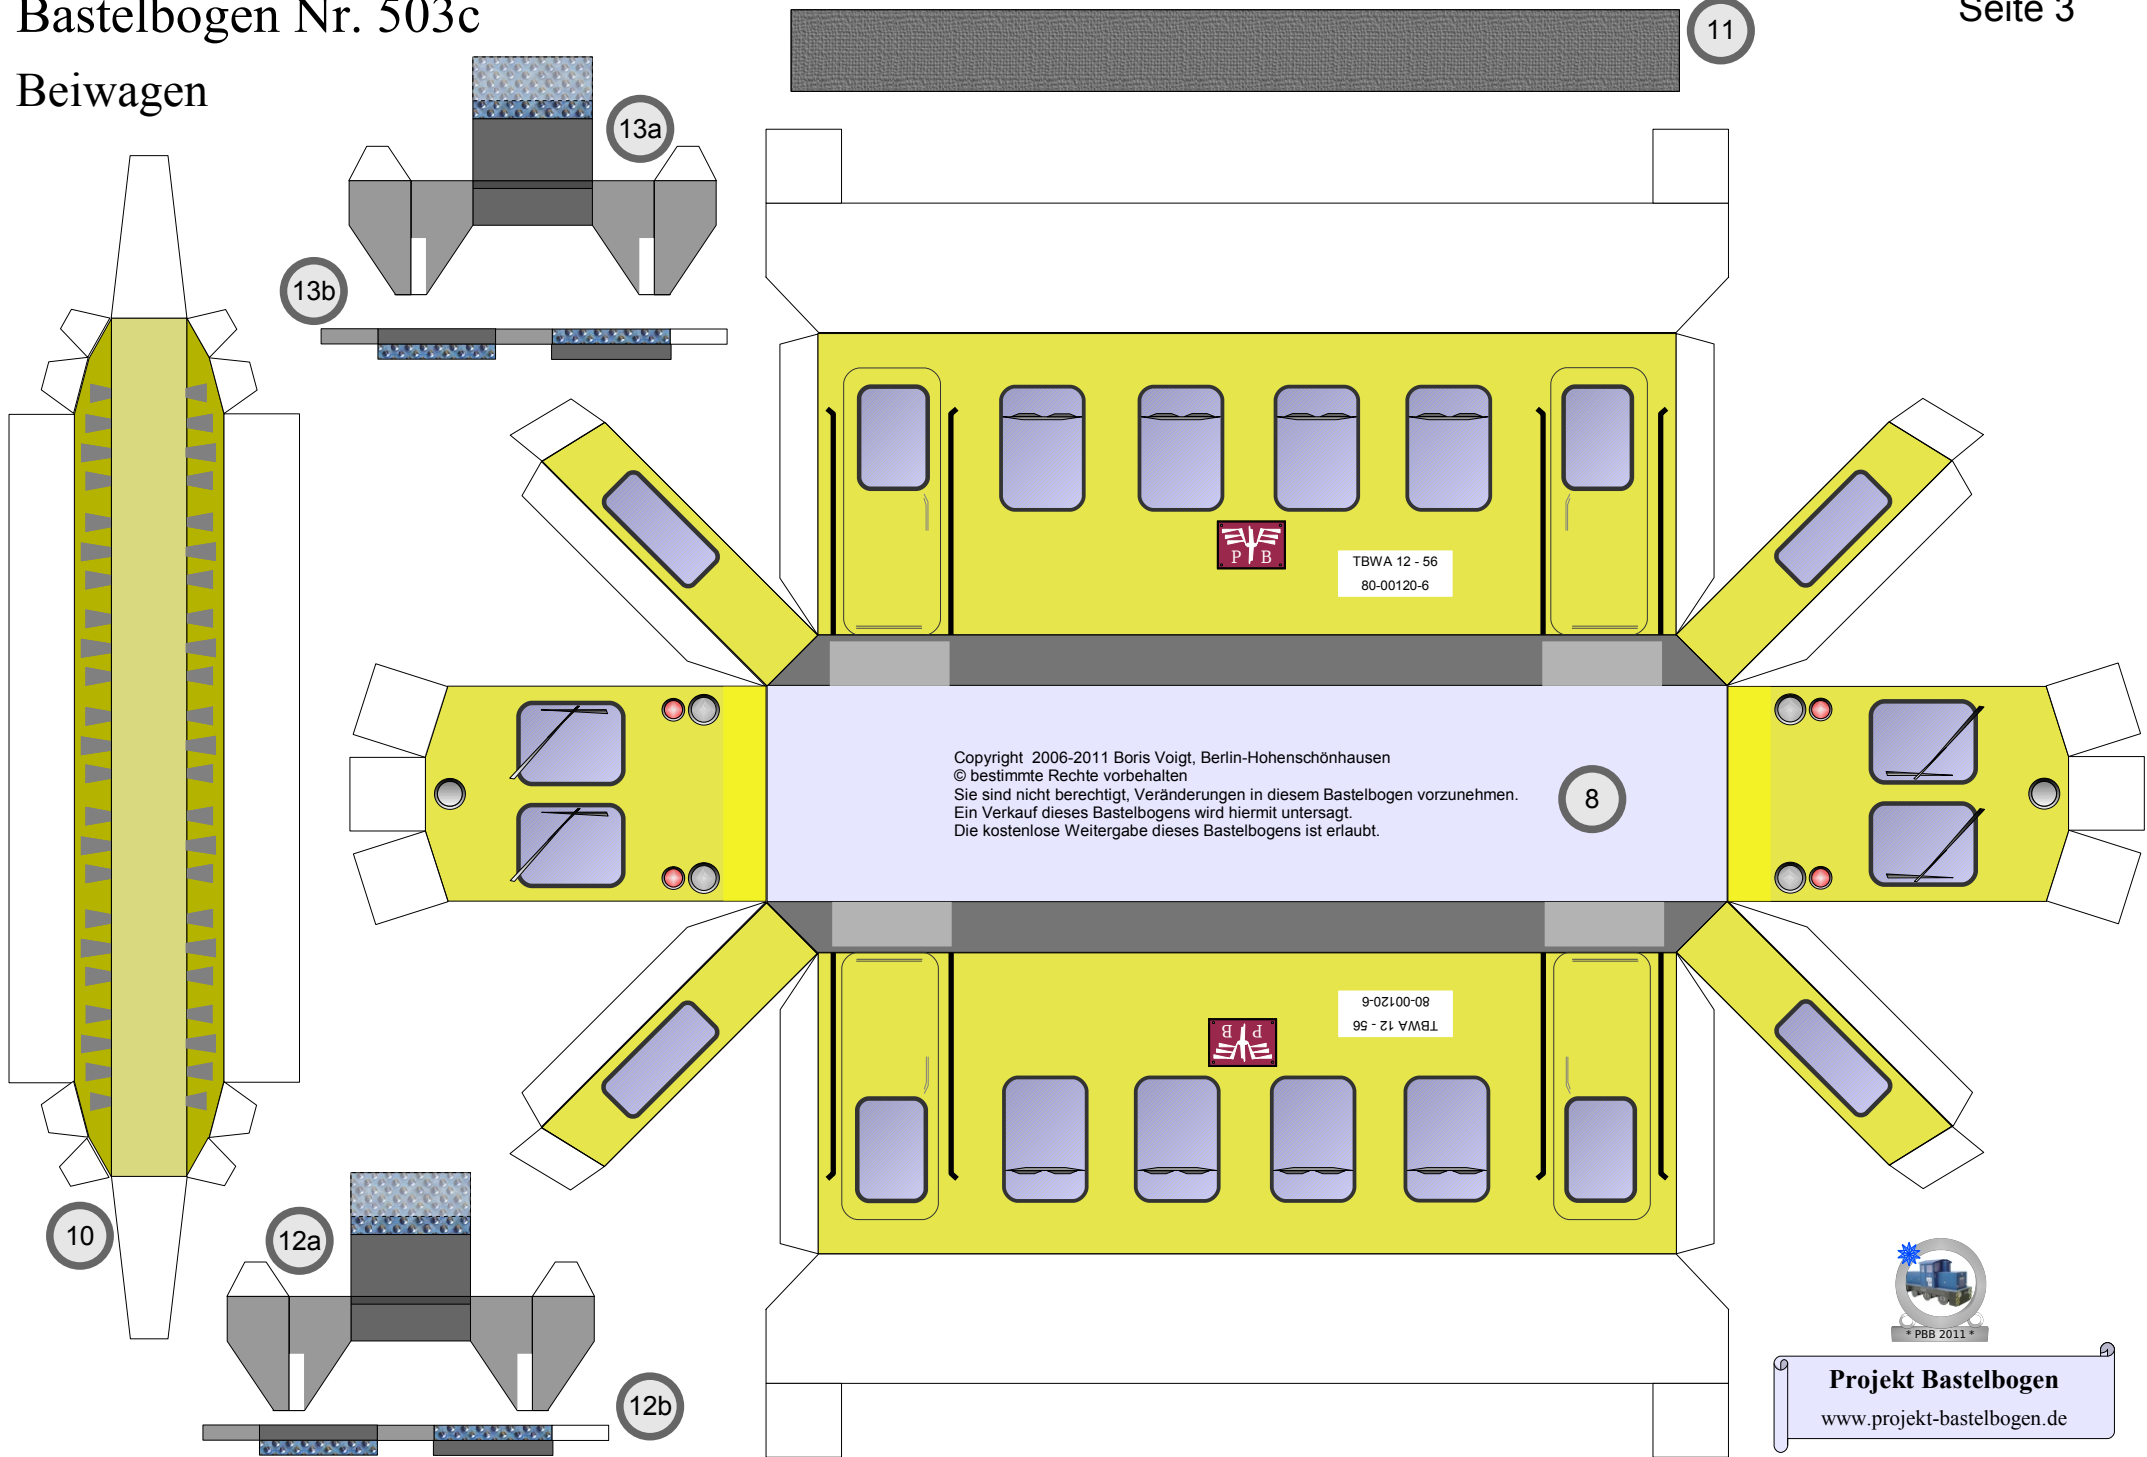 Bastelbogen Nr. 503c
Seite 3
Beiwagen
11
13a
13b
P B
TBWA 12 - 56
80-00120-6
Copyright  2006-2011 Boris Voigt, Berlin-Hohenschönhausen
© bestimmte Rechte vorbehalten
Sie sind nicht berechtigt, Veränderungen in diesem Bastelbogen vorzunehmen.
Ein Verkauf dieses Bastelbogens wird hiermit untersagt.
Die kostenlose Weitergabe dieses Bastelbogens ist erlaubt.
8
TBWA 12 - 56
80-00120-6
P B
10
12a
12b
* PBB 2011 *
Projekt Bastelbogen
www.projekt-bastelbogen.de